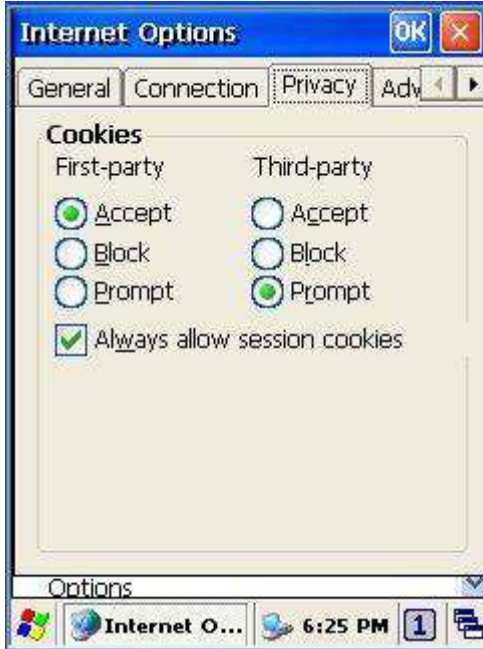 Internet Options OK
General Connection Privacy Adv
Cookies
First-party Third-party
Accept Accept
Block Block
Prompt Prompt
Always allow session cookies
Options
Internet O... 6:25 PM 1